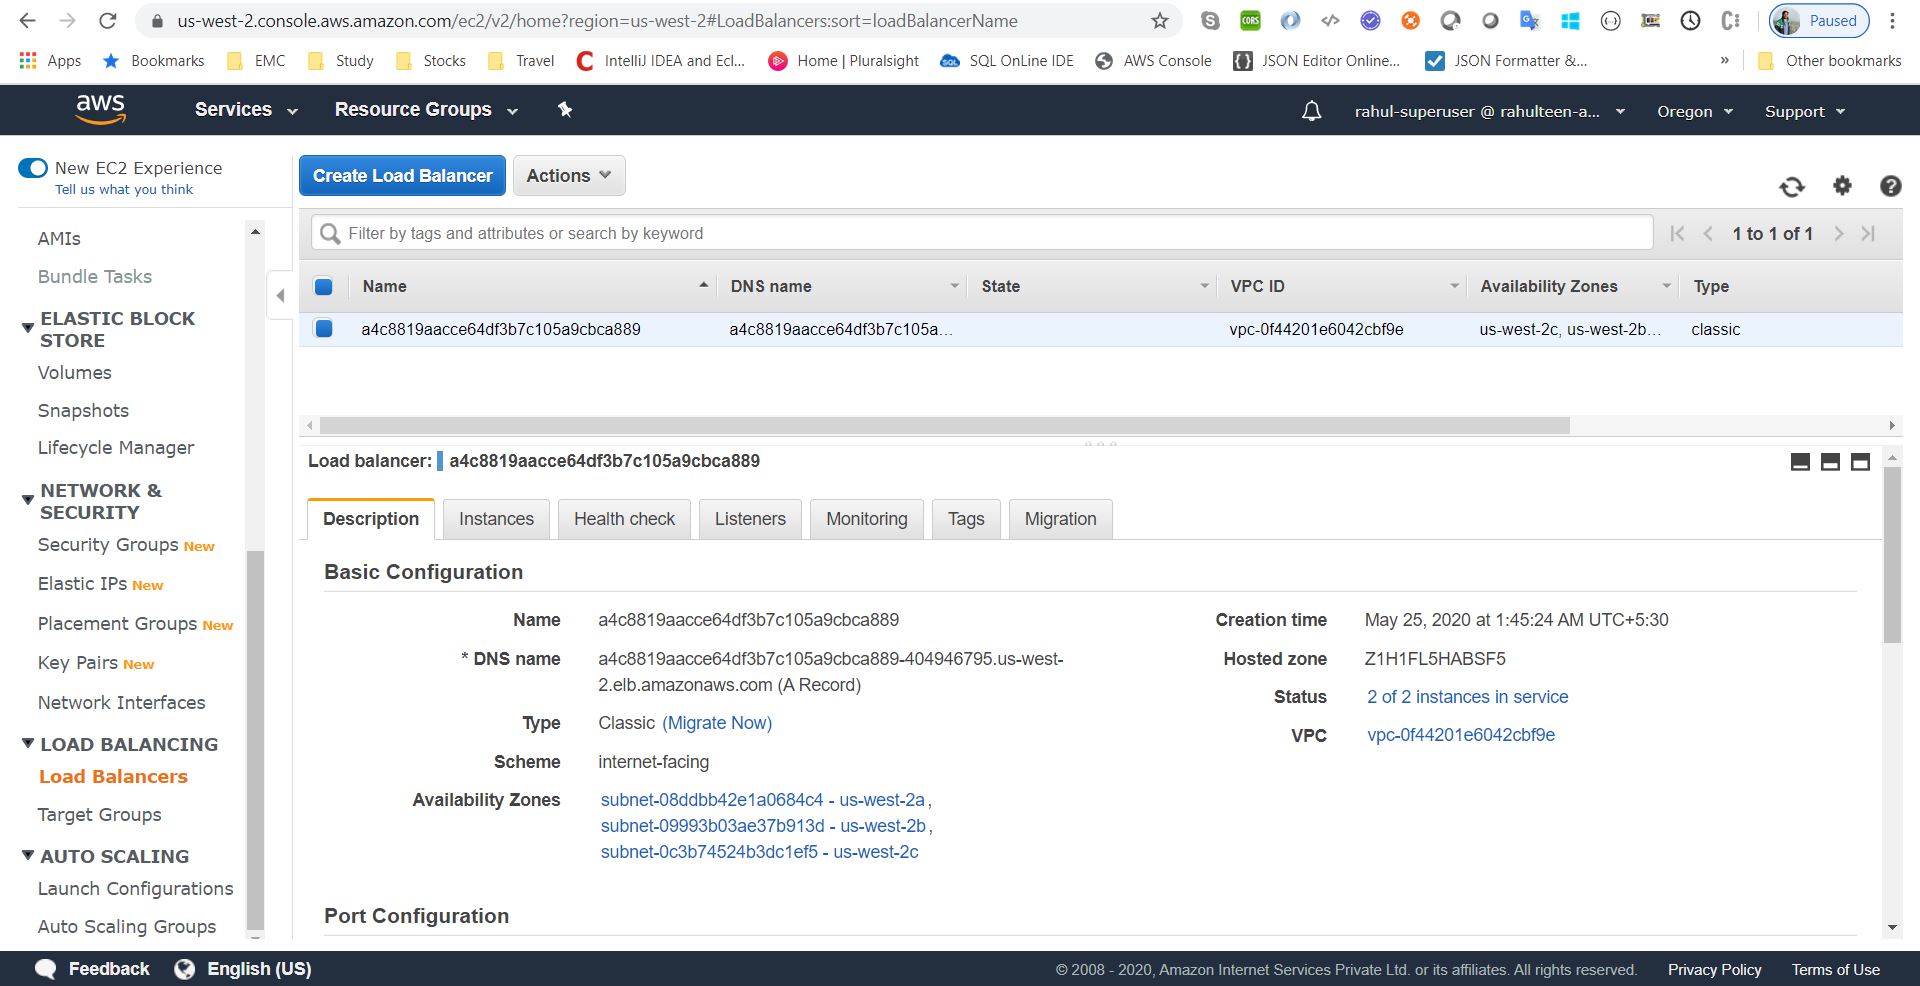 us-west-2.console.aws.amazon.com/ec2/v2/home?region=us-west-2#LoadBalancers:sort=loadBalancerName
CORS
Paused
Apps Bookmarks EMC Study Stocks Travel IntelliJ IDEA and Ecl... Home | Pluralsight SQL OnLine IDE AWS Console JSON Editor Online... JSON Formatter &... » Other bookmarks
aws Services Resource Groups rahul-superuser @ rahulteen-a... Oregon Support
New EC2 Experience
Tell us what you think
AMIs
Bundle Tasks
ELASTIC BLOCK
STORE
Volumes
Snapshots
Lifecycle Manager
NETWORK &
SECURITY
Security Groups New
Elastic IPs New
Placement Groups New
Key Pairs New
Network Interfaces
LOAD BALANCING
Load Balancers
Target Groups
AUTO SCALING
Launch Configurations
Auto Scaling Groups
Create Load Balancer Actions
Filter by tags and attributes or search by keyword 1 to 1 of 1
Name DNS name State VPC ID Availability Zones Type
a4c8819aacce64df3b7c105a9cbca889 a4c8819aacce64df3b7c105a... vpc-0f44201e6042cbf9e us-west-2c, us-west-2b... classic
Load balancer: a4c8819aacce64df3b7c105a9cbca889
Description Instances Health check Listeners Monitoring Tags Migration
Basic Configuration
Name a4c8819aacce64df3b7c105a9cbca889
* DNS name a4c8819aacce64df3b7c105a9cbca889-404946795.us-west-
2.elb.amazonaws.com (A Record)
Type Classic (Migrate Now)
Scheme internet-facing
Availability Zones subnet-08ddbb42e1a0684c4 - us-west-2a,
subnet-09993b03ae37b913d - us-west-2b,
subnet-0c3b74524b3dc1ef5 - us-west-2c
Creation time May 25, 2020 at 1:45:24 AM UTC+5:30
Hosted zone Z1H1FL5HABSF5
Status 2 of 2 instances in service
VPC vpc-0f44201e6042cbf9e
Port Configuration
Feedback English (US) © 2008 - 2020, Amazon Internet Services Private Ltd. or its affiliates. All rights reserved. Privacy Policy Terms of Use